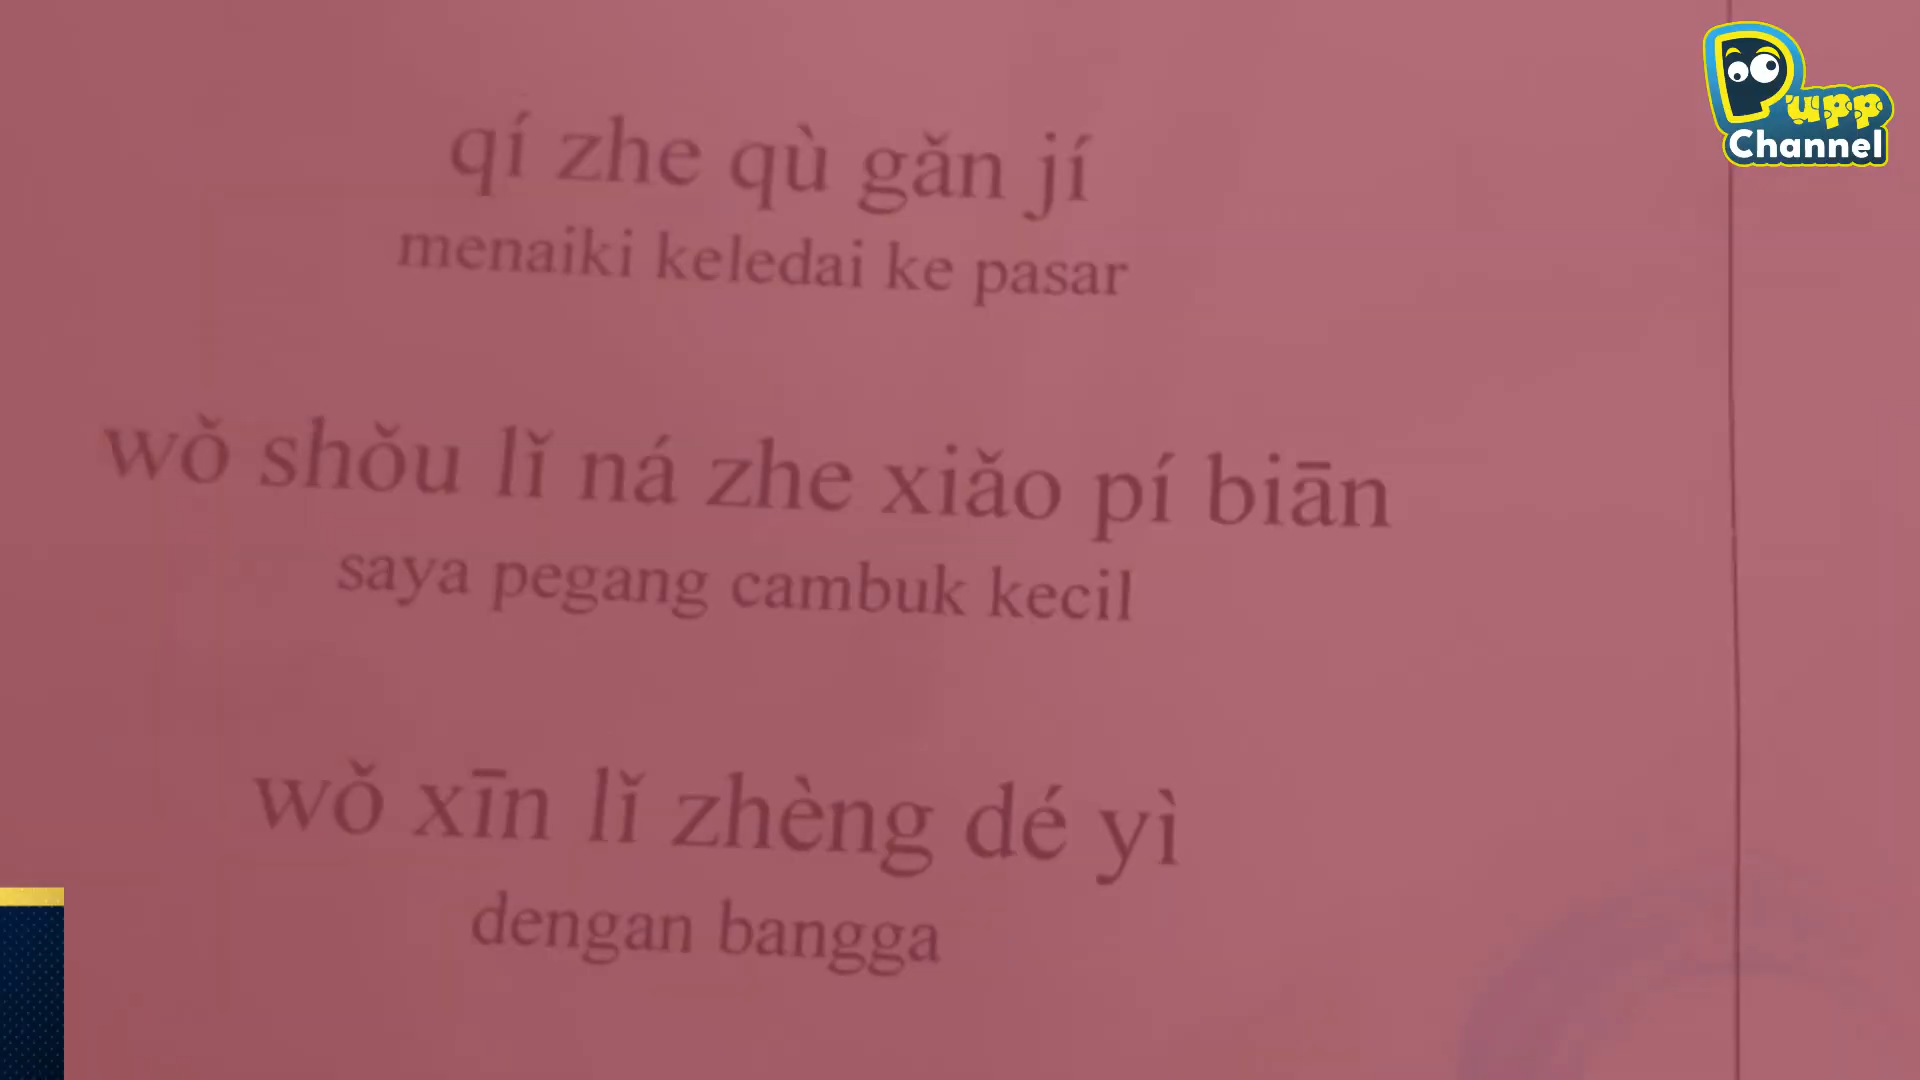 Pupp
Channel
qí zhe qù gǎn jí
menaiki keledai ke pasar
wǒ shǒu lǐ ná zhe xiǎo pí biān
saya pegang cambuk kecil
wǒ xīn lǐ zhèng dé yì
dengan bangga